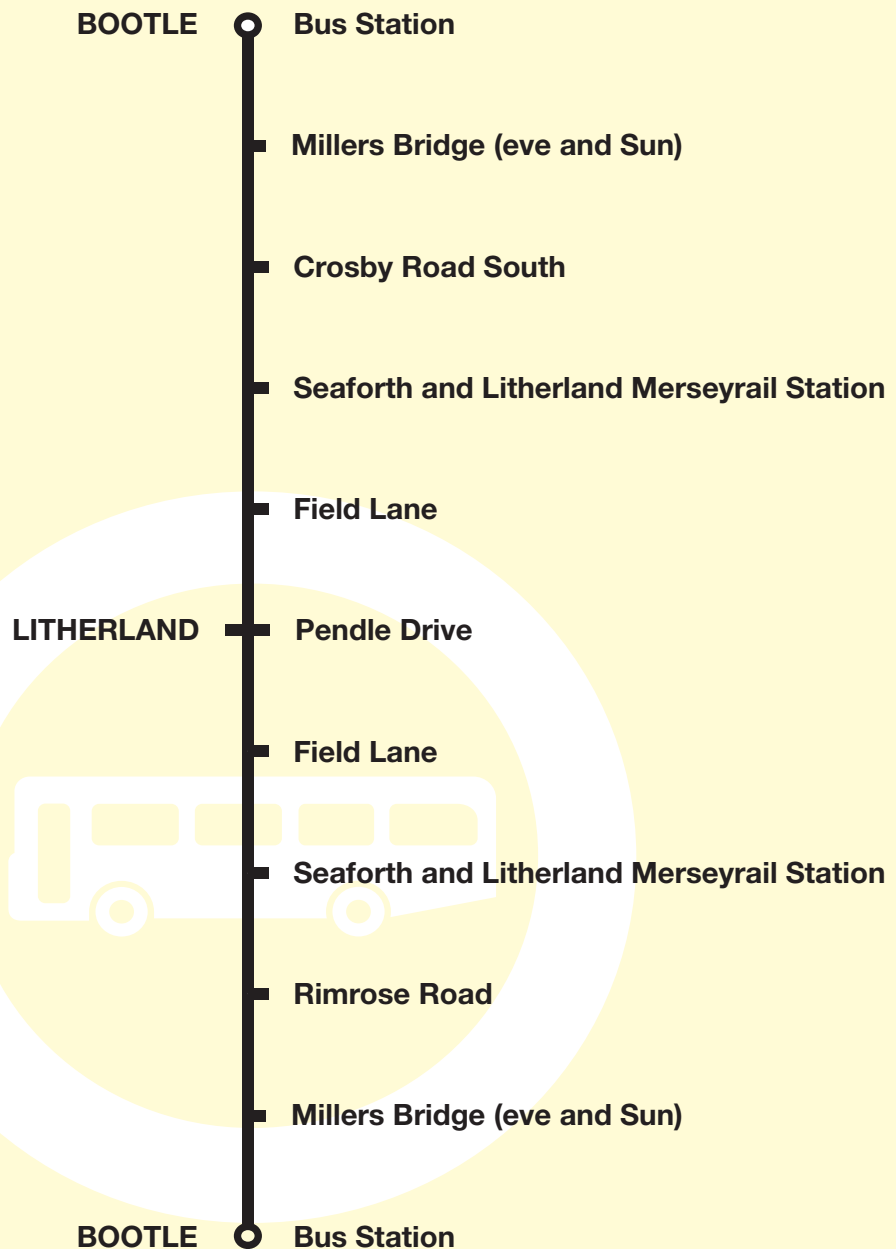 BOOTLE Bus Station
Millers Bridge (eve and Sun)
Crosby Road South
Seaforth and Litherland Merseyrail Station
Field Lane
LITHERLAND Pendle Drive
Field Lane
Seaforth and Litherland Merseyrail Station
Rimrose Road
Millers Bridge (eve and Sun)
BOOTLE Bus Station